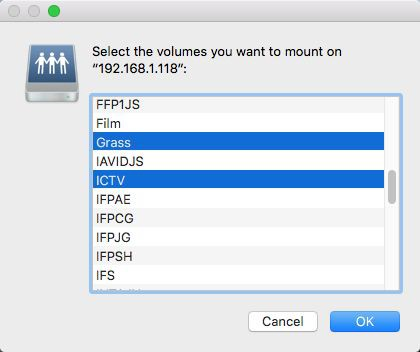 Select the volumes you want to mount on
“192.168.1.118”:
FFP1JS
Film
Grass
IAVIDJS
ICTV
IFPAE
IFPCG
IFPJG
IFPSH
IFS
Cancel
OK